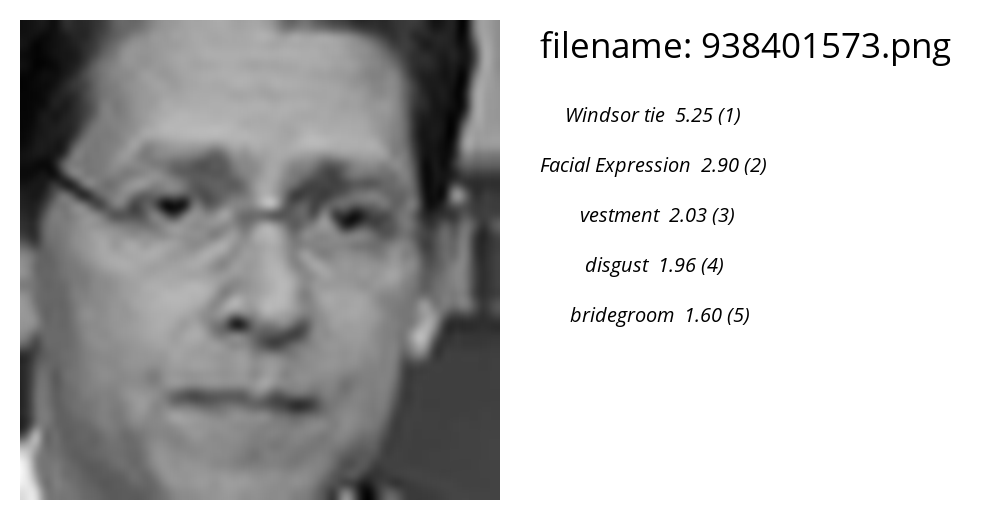 filename: 938401573.png
Windsor tie 5.25 (1)
Facial Expression 2.90 (2)
vestment 2.03 (3)
disgust 1.96 (4)
bridegroom 1.60 (5)